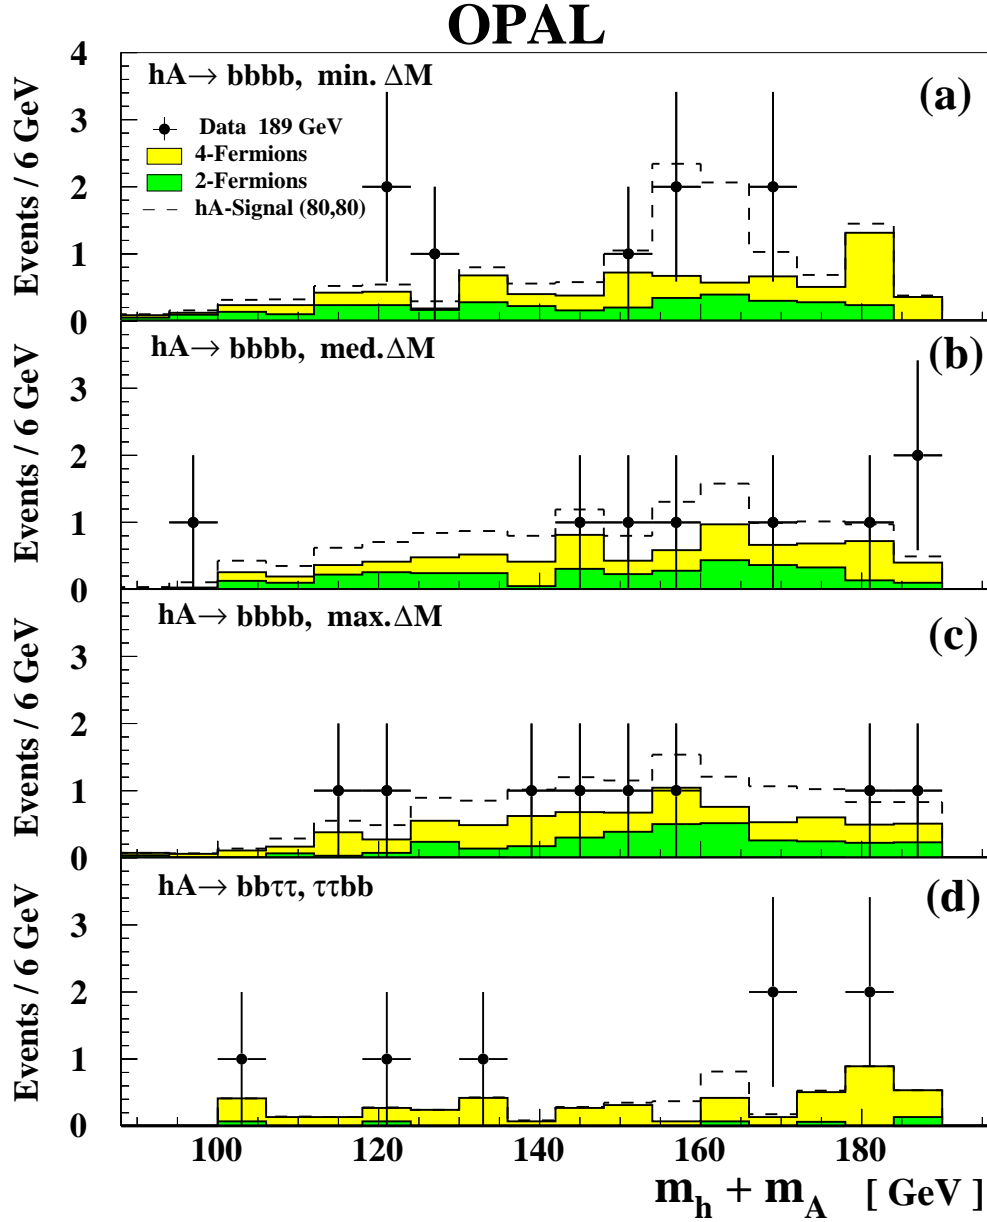 OPAL
hA→ bbbb, min. ΔM
(a)
Data 189 GeV
4-Fermions
2-Fermions
hA-Signal (80,80)
Events / 6 GeV
4
3
2
1
0
hA→ bbbb, med. ΔM
(b)
Events / 6 GeV
3
2
1
0
hA→ bbbb, max. ΔM
(c)
Events / 6 GeV
3
2
1
0
hA→ bbττ, ττbb
(d)
Events / 6 GeV
3
2
1
0
100 120 140 160 180
m_h + m_A [ GeV ]